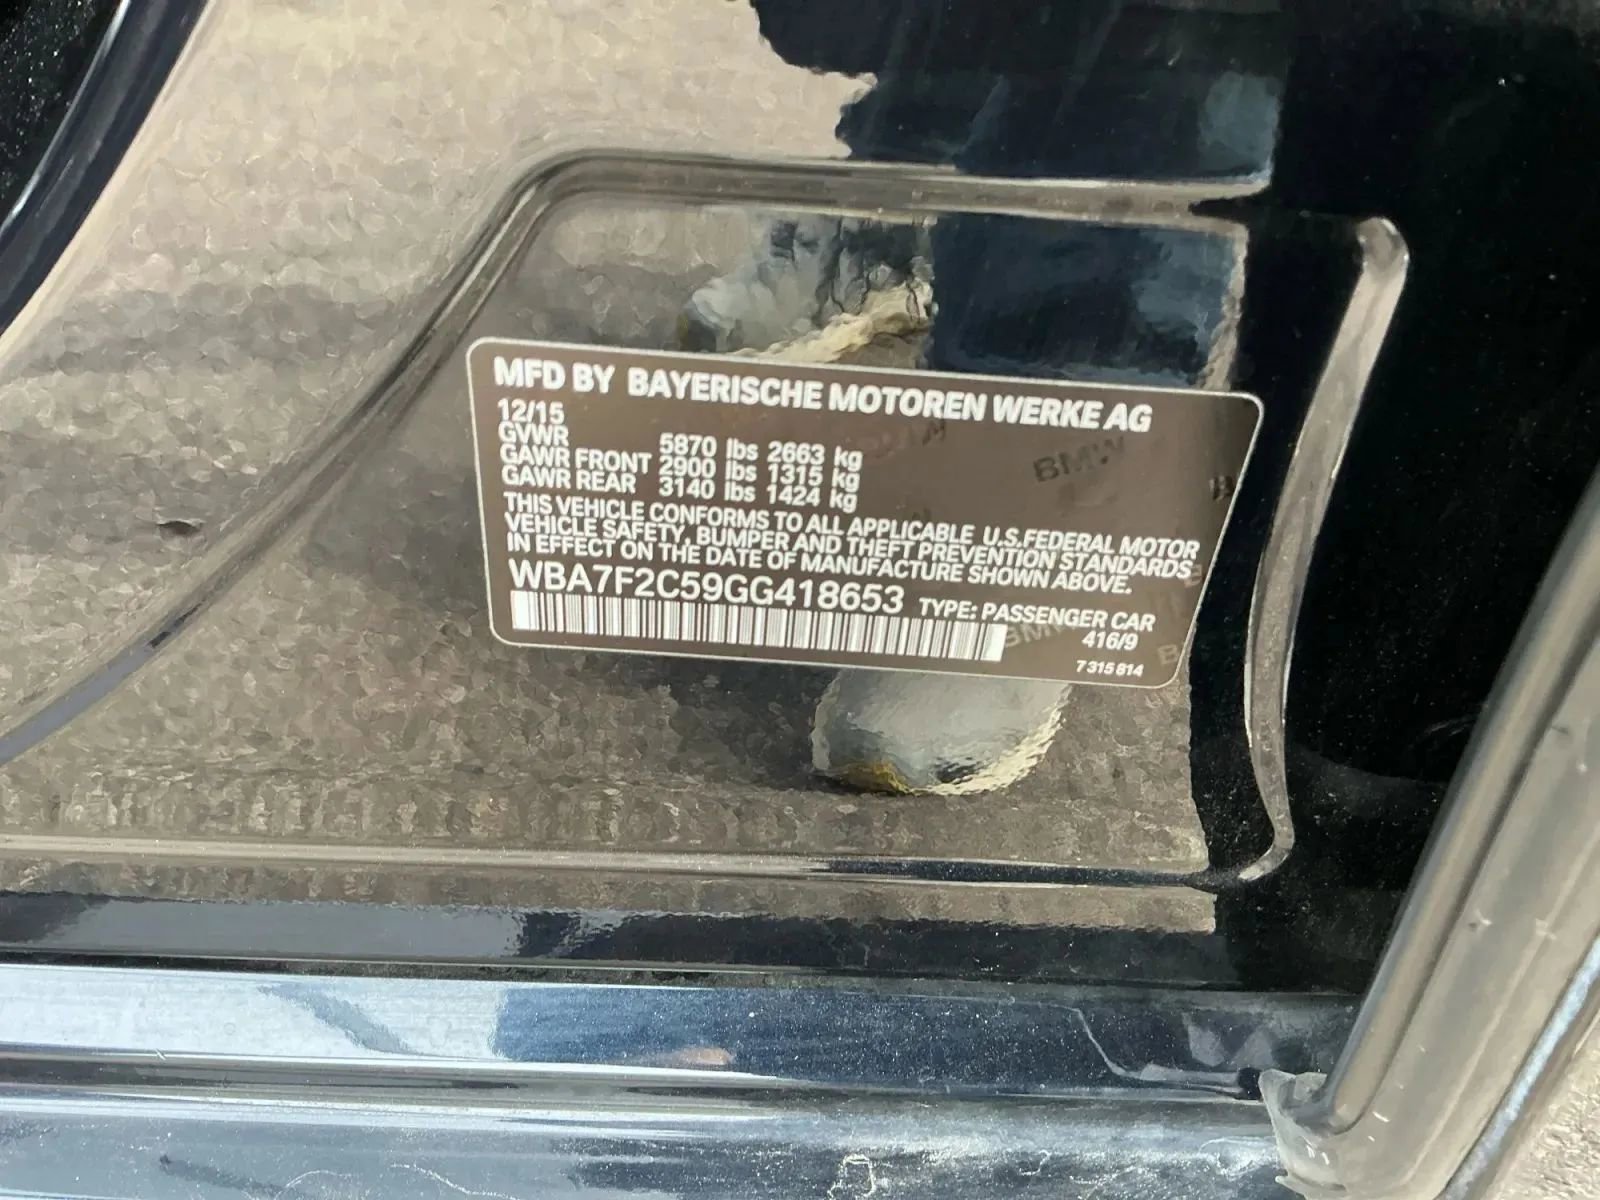 MFD BY BAYERISCHE MOTOREN WERKE AG
12/15
GVWR 5870 lbs 2663 kg
GAWR FRONT 2900 lbs 1315 kg
GAWR REAR 3140 lbs 1424 kg
THIS VEHICLE CONFORMS TO ALL APPLICABLE U.S.FEDERAL MOTOR
VEHICLE SAFETY, BUMPER AND THEFT PREVENTION STANDARDS
IN EFFECT ON THE DATE OF MANUFACTURE SHOWN ABOVE.
WBA7F2C59GG418653 TYPE: PASSENGER CAR
416/9
7 315 814
BMW
BMW